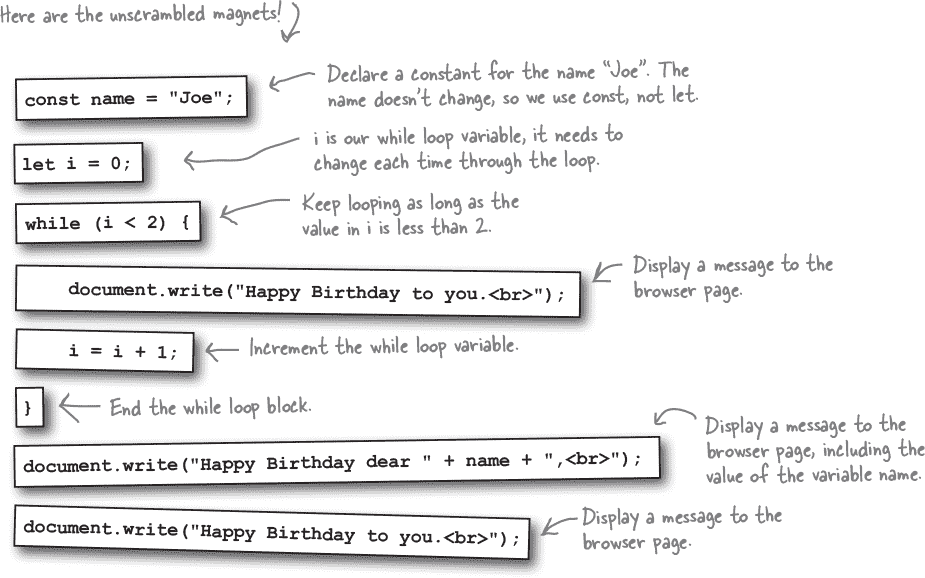 Here are the unscrambled magnets!
const name = "Joe";
Declare a constant for the name "Joe". The
name doesn't change, so we use const, not let.
let i = 0;
i is our while loop variable, it needs to
change each time through the loop.
while (i < 2) {
Keep looping as long as the
value in i is less than 2.
document.write("Happy Birthday to you.<br>");
Display a message to the
browser page.
i = i + 1;
Increment the while loop variable.
}
End the while loop block.
document.write("Happy Birthday dear " + name + ",<br>");
Display a message to the
browser page, including the
value of the variable name.
document.write("Happy Birthday to you.<br>");
Display a message to the
browser page.